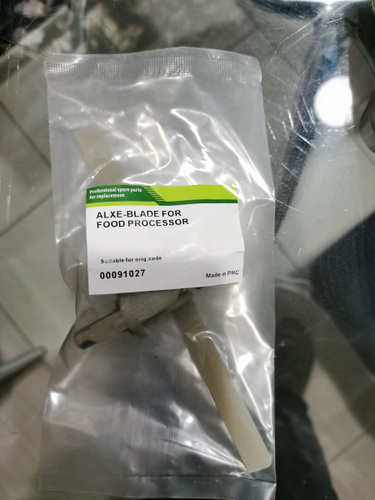 Professional spare parts
for replacement
ALXE-BLADE FOR
FOOD PROCESSOR
Suitable for orig.code
00091027
Made in PRC